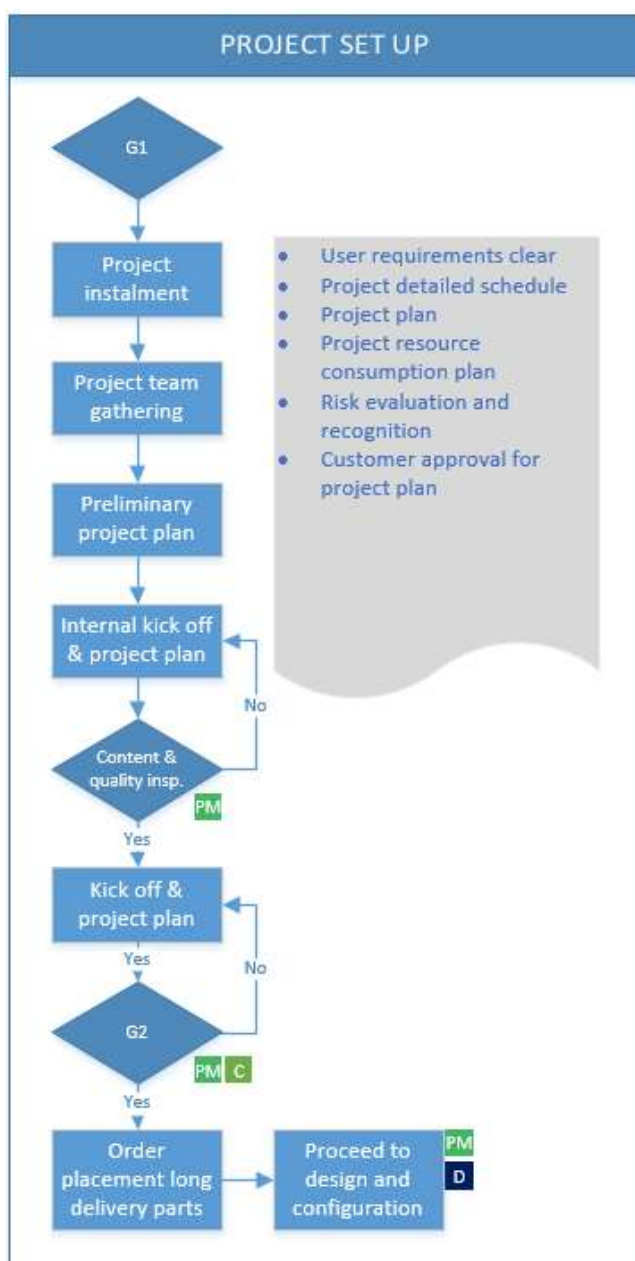 PROJECT SET UP
G1
Project
instalment
Project team
gathering
Preliminary
project plan
Internal kick off
& project plan
No
Content &
quality insp.
PM
Yes
Kick off &
project plan
Yes
No
G2
PM C
Yes
Order
placement long
delivery parts
Proceed to
design and
configuration
PM
D
• User requirements clear
• Project detailed schedule
• Project plan
• Project resource
consumption plan
• Risk evaluation and
recognition
• Customer approval for
project plan